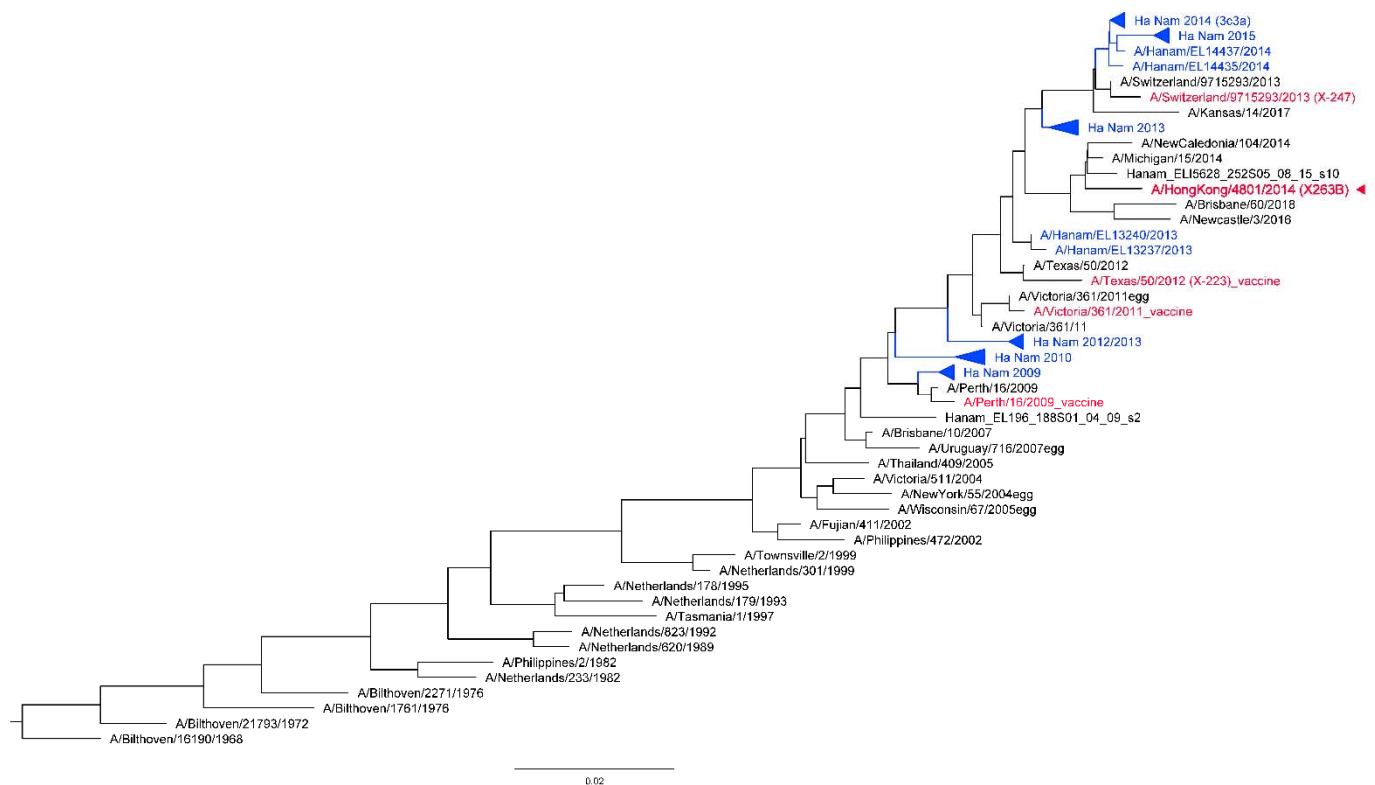 Ha Nam 2014 (3c3a)
Ha Nam 2015
A/Hanam/EL14437/2014
A/Hanam/EL14435/2014
A/Switzerland/9715293/2013
A/Switzerland/9715293/2013 (X-247)
A/Kansas/14/2017
Ha Nam 2013
A/NewCaledonia/104/2014
A/Michigan/15/2014
Hanam_ELI5628_252S05_08_15_s10
A/HongKong/4801/2014 (X263B)
A/Brisbane/60/2018
A/Newcastle/3/2016
A/Hanam/EL13240/2013
A/Hanam/EL13237/2013
A/Texas/50/2012
A/Texas/50/2012 (X-223)_vaccine
A/Victoria/361/2011egg
A/Victoria/361/2011_vaccine
A/Victoria/361/11
Ha Nam 2012/2013
Ha Nam 2010
Ha Nam 2009
A/Perth/16/2009
A/Perth/16/2009_vaccine
Hanam_EL196_188S01_04_09_s2
A/Brisbane/10/2007
A/Uruguay/716/2007egg
A/Thailand/409/2005
A/Victoria/511/2004
A/NewYork/55/2004egg
A/Wisconsin/67/2005egg
A/Fujian/411/2002
A/Philippines/472/2002
A/Townsville/2/1999
A/Netherlands/301/1999
A/Netherlands/178/1995
A/Netherlands/179/1993
A/Tasmania/1/1997
A/Netherlands/823/1992
A/Netherlands/620/1989
A/Philippines/2/1982
A/Netherlands/233/1982
A/Bilthoven/2271/1976
A/Bilthoven/1761/1976
A/Bilthoven/21793/1972
A/Bilthoven/16190/1968
0.02